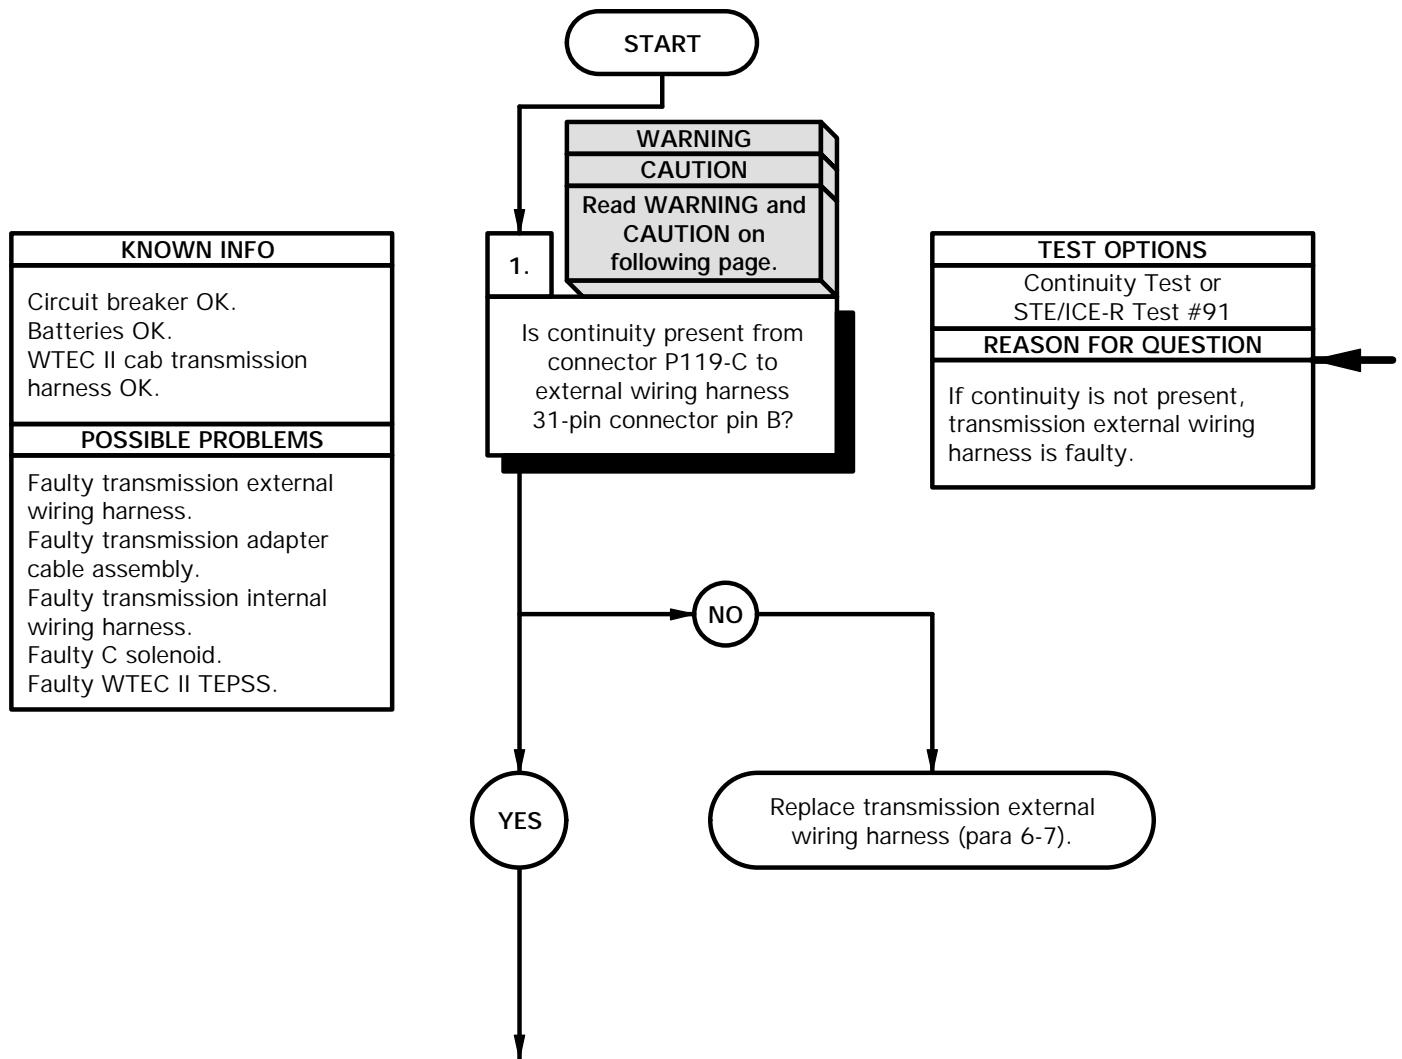 START
WARNING
CAUTION
Read WARNING and
CAUTION on
following page.
1.
Is continuity present from
connector P119-C to
external wiring harness
31-pin connector pin B?
KNOWN INFO
Circuit breaker OK.
Batteries OK.
WTEC II cab transmission
harness OK.
POSSIBLE PROBLEMS
Faulty transmission external
wiring harness.
Faulty transmission adapter
cable assembly.
Faulty transmission internal
wiring harness.
Faulty C solenoid.
Faulty WTEC II TEPSS.
TEST OPTIONS
Continuity Test or
STE/ICE-R Test #91
REASON FOR QUESTION
If continuity is not present,
transmission external wiring
harness is faulty.
NO
YES
Replace transmission external
wiring harness (para 6-7).